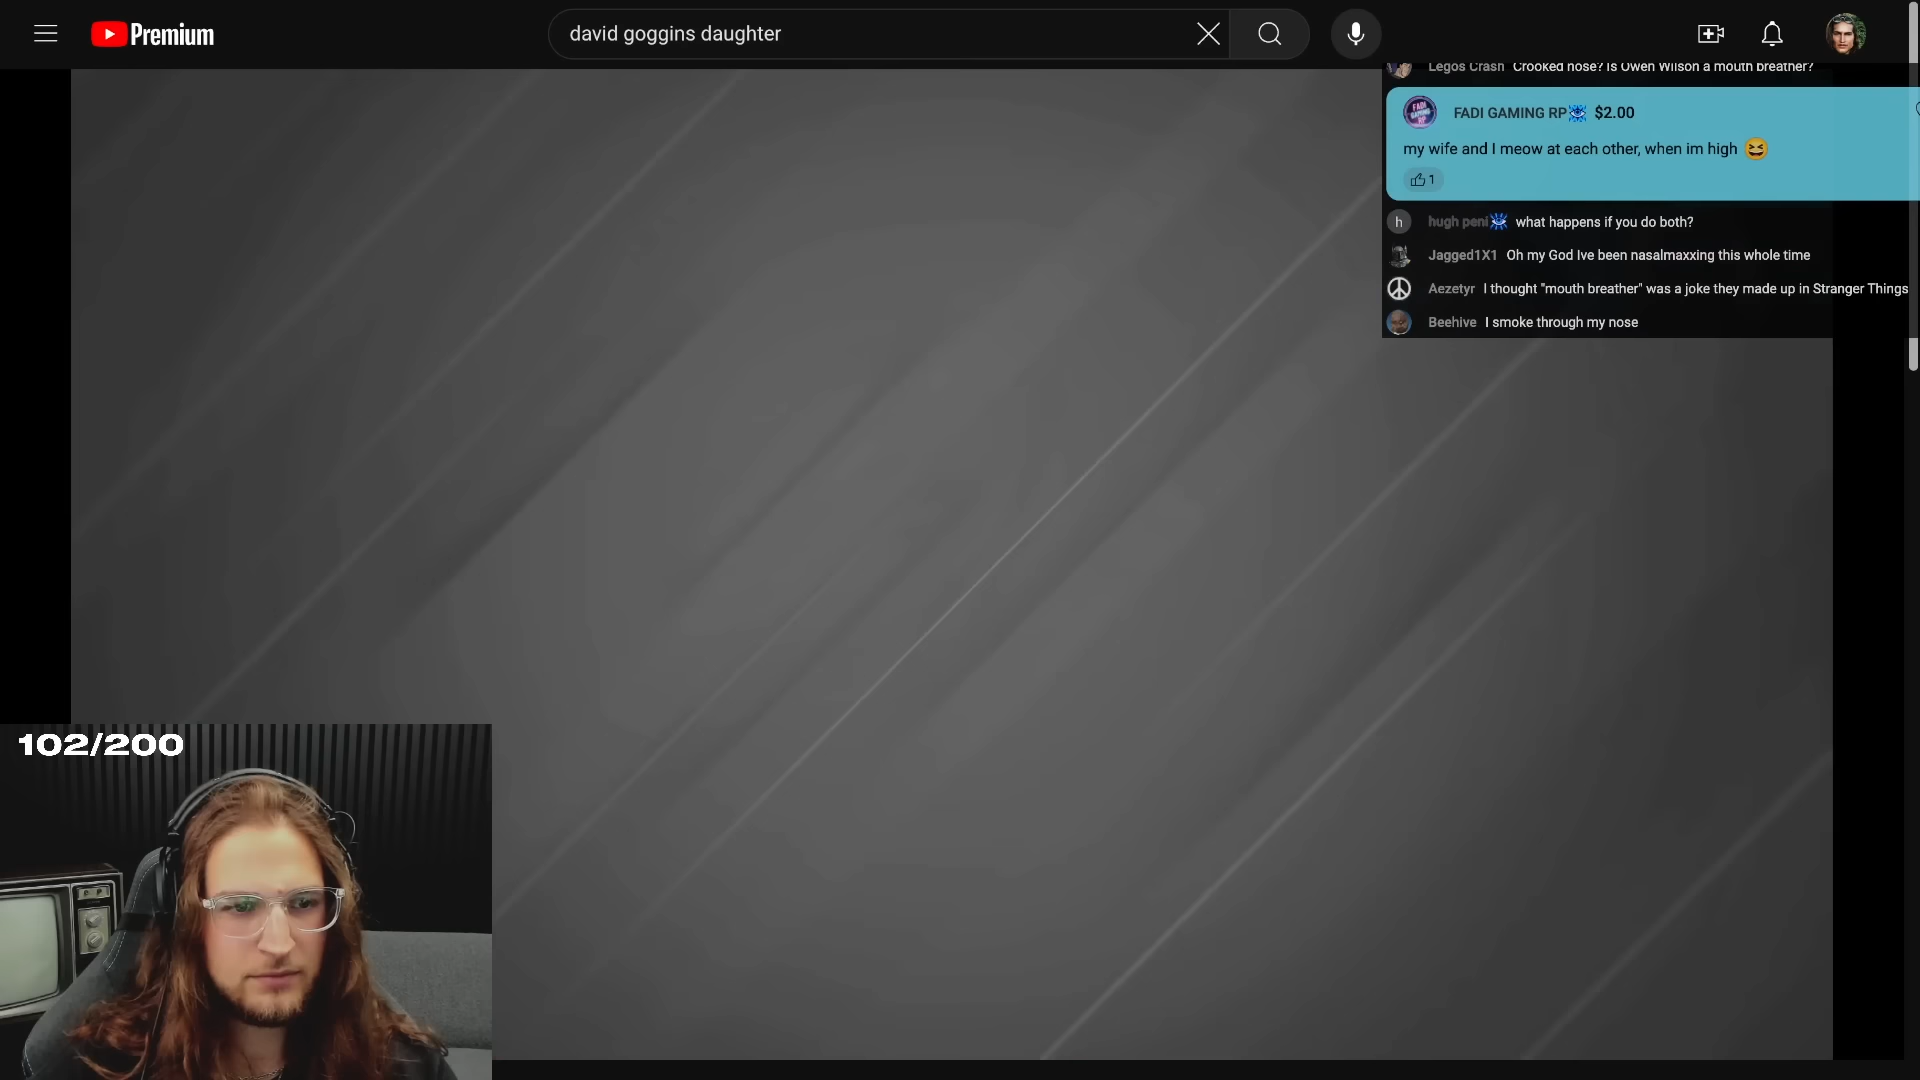 Premium
david goggins daughter
Legos Crash Crooked nose? Is Owen Wilson a mouth breather?
FADI GAMING RP $2.00
my wife and I meow at each other, when im high
1
h hugh peni what happens if you do both?
Jagged1X1 Oh my God Ive been nasalmaxxing this whole time
Aezetyr I thought "mouth breather" was a joke they made up in Stranger Things
Beehive I smoke through my nose
102/200